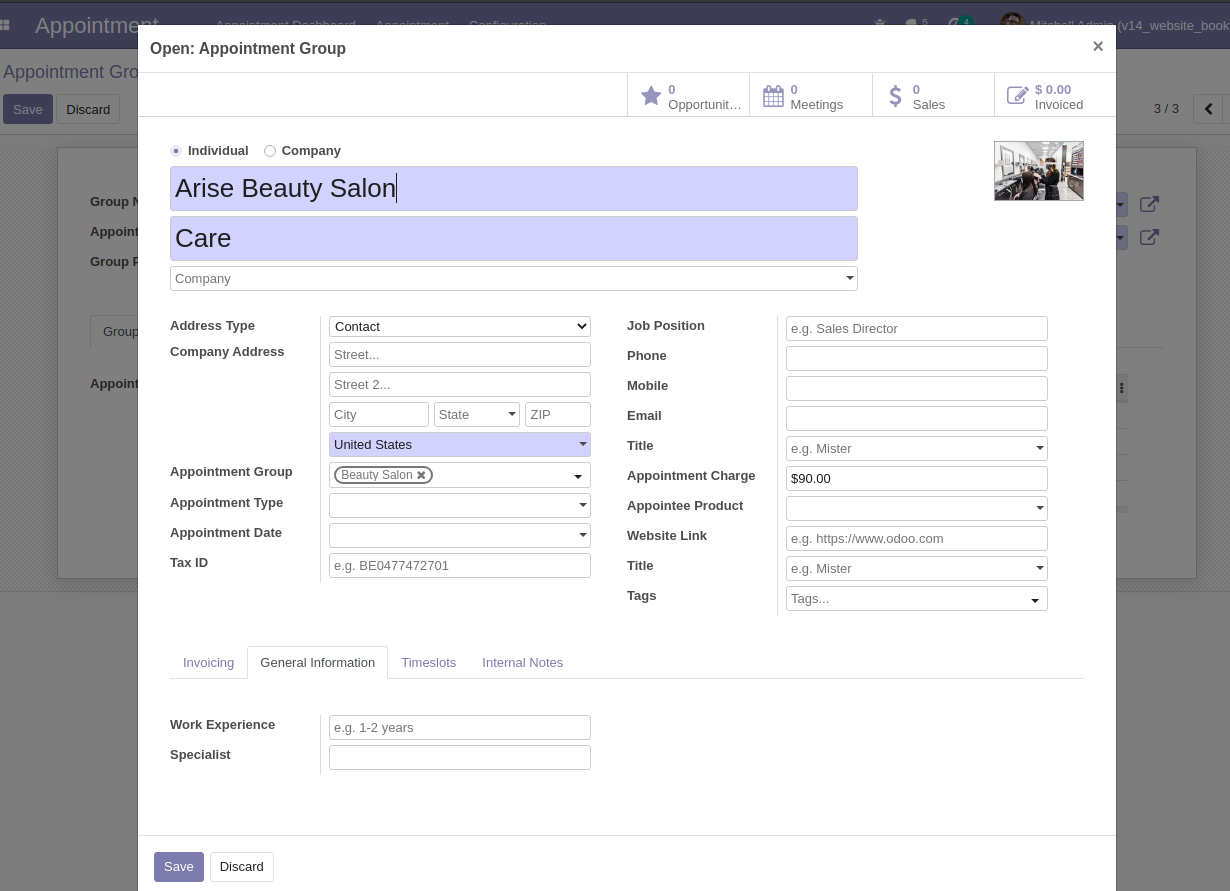 Appointment Appointment Dashboard Appointment Configuration 5 4 Mitchell Admin (v14_website_book
Appointment Gro
Save Discard
3 / 3
Group N
Appoint
Group P
Group
Appoint
Open: Appointment Group ×
0 Opportunit...
0 Meetings
$ 0 Sales
$ 0.00 Invoiced
Individual Company
Arise Beauty Salon
Care
Company
Address Type Contact
Company Address Street...
Street 2...
City State ZIP
United States
Appointment Group Beauty Salon ✖
Appointment Type
Appointment Date
Tax ID e.g. BE0477472701
Job Position e.g. Sales Director
Phone
Mobile
Email
Title e.g. Mister
Appointment Charge $90.00
Appointee Product
Website Link e.g. https://www.odoo.com
Title e.g. Mister
Tags Tags...
Invoicing General Information Timeslots Internal Notes
Work Experience e.g. 1-2 years
Specialist
Save Discard